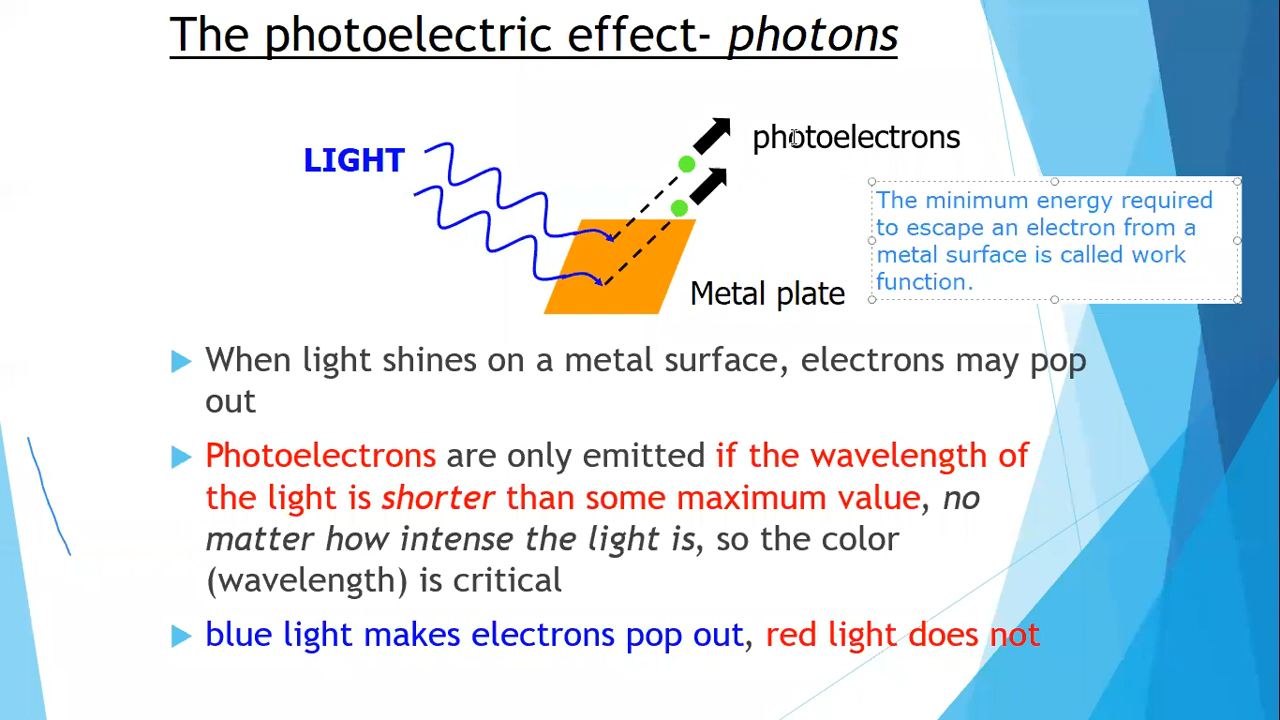 The photoelectric effect- photons
LIGHT
photoelectrons
The minimum energy required
to escape an electron from a
metal surface is called work
function.
Metal plate
When light shines on a metal surface, electrons may pop
out
Photoelectrons are only emitted if the wavelength of
the light is shorter than some maximum value, no
matter how intense the light is, so the color
(wavelength) is critical
blue light makes electrons pop out, red light does not